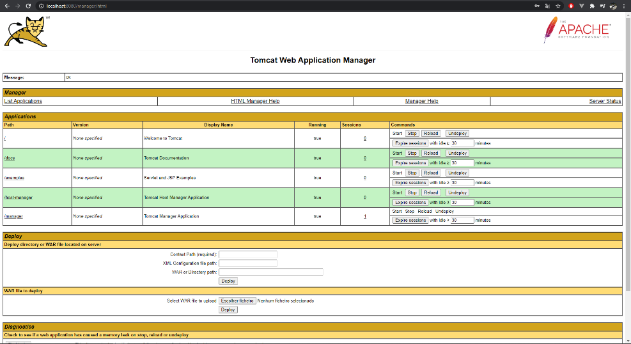 localhost:8080/manager/html
THE
APACHE
SOFTWARE FOUNDATION
Tomcat Web Application Manager
Message: OK
Manager
List Applications HTML Manager Help Manager Help Server Status
Applications
Path Version Display Name Running Sessions Commands
/ None specified Welcome to Tomcat true 0 Start Stop Reload Undeploy
Expire sessions with idle ≥ 30 minutes
/docs None specified Tomcat Documentation true 0 Start Stop Reload Undeploy
Expire sessions with idle ≥ 30 minutes
/examples None specified Servlet and JSP Examples true 0 Start Stop Reload Undeploy
Expire sessions with idle ≥ 30 minutes
/host-manager None specified Tomcat Host Manager Application true 0 Start Stop Reload Undeploy
Expire sessions with idle ≥ 30 minutes
/manager None specified Tomcat Manager Application true 1 Start Stop Reload Undeploy
Expire sessions with idle ≥ 30 minutes
Deploy
Deploy directory or WAR file located on server
Context Path (required):
XML Configuration file path:
WAR or Directory path:
Deploy
WAR file to deploy
Select WAR file to upload Escolher ficheiro Nenhum ficheiro selecionado
Deploy
Diagnostics
Check to see if a web application has caused a memory leak on stop, reload or undeploy